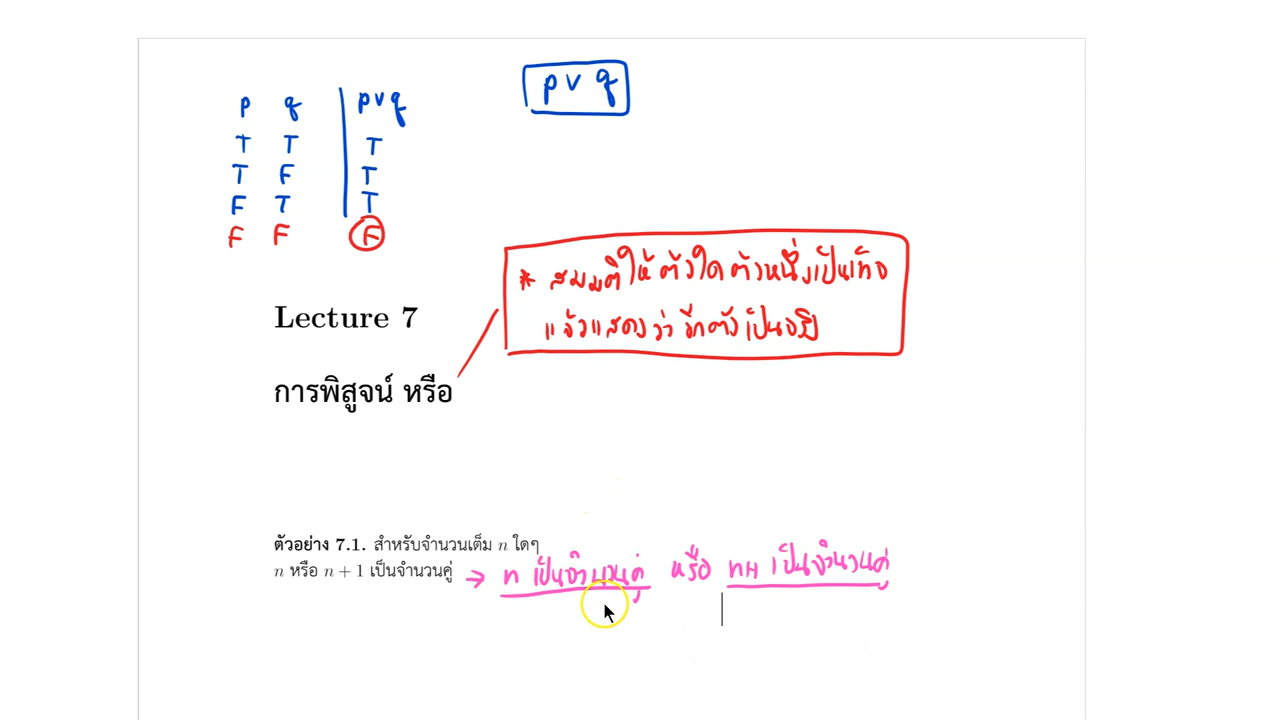 p q p∨q
T T T
T F T
F T T
F F F
p ∨ q
* สมมติให้ตัวใดตัวหนึ่งเป็นเท็จ
แล้วแสดงว่าอีกตัวเป็นจริง
Lecture 7
การพิสูจน์ หรือ
ตัวอย่าง 7.1. สำหรับจำนวนเต็ม n ใดๆ
n หรือ n + 1 เป็นจำนวนคู่ → n เป็นจำนวนคู่ หรือ n+1 เป็นจำนวนคู่